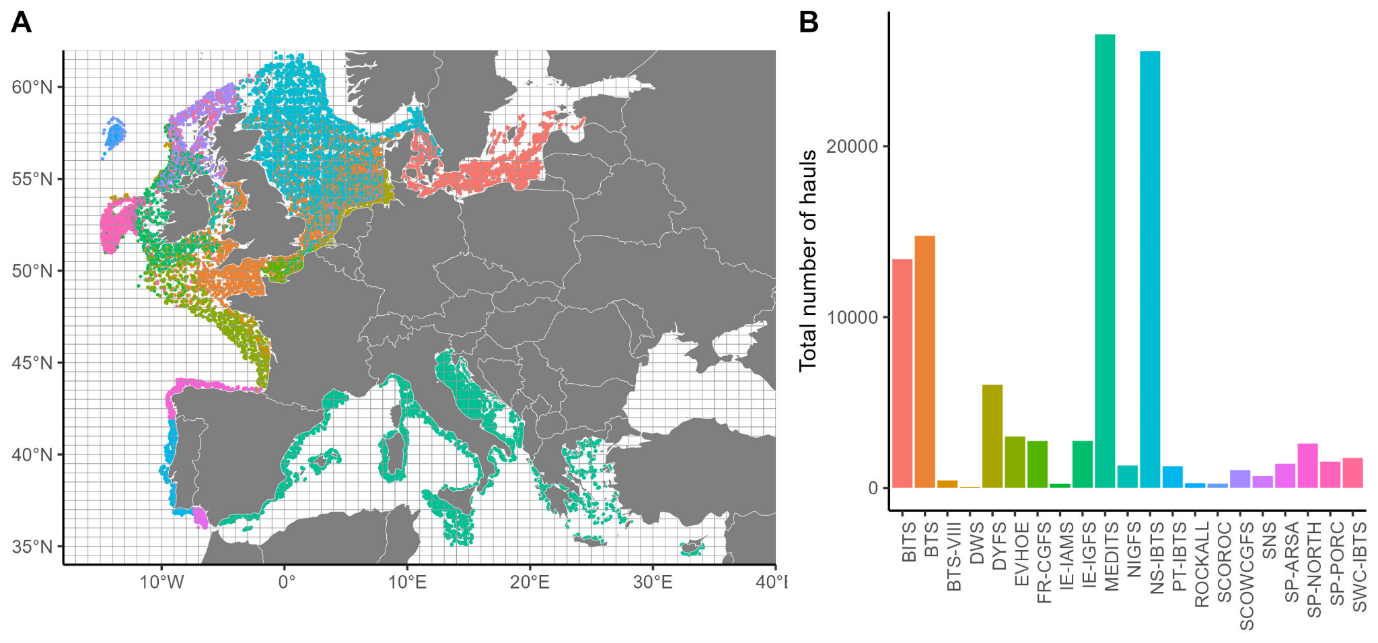 A
60°N
55°N
50°N
45°N
40°N
35°N
10°W
0°
10°E
20°E
30°E
40°E
B
Total number of hauls
20000
10000
0
BITS
BTS
BTS-VIII
DWS
DYFS
EVHOE
FR-CGFS
IE-IAMS
IE-IGFS
MEDITS
NIGFS
NS-IBTS
PT-IBTS
ROCKALL
SCOROC
SCOWCGFS
SNS
SP-ARSA
SP-NORTH
SP-PORC
SWC-IBTS